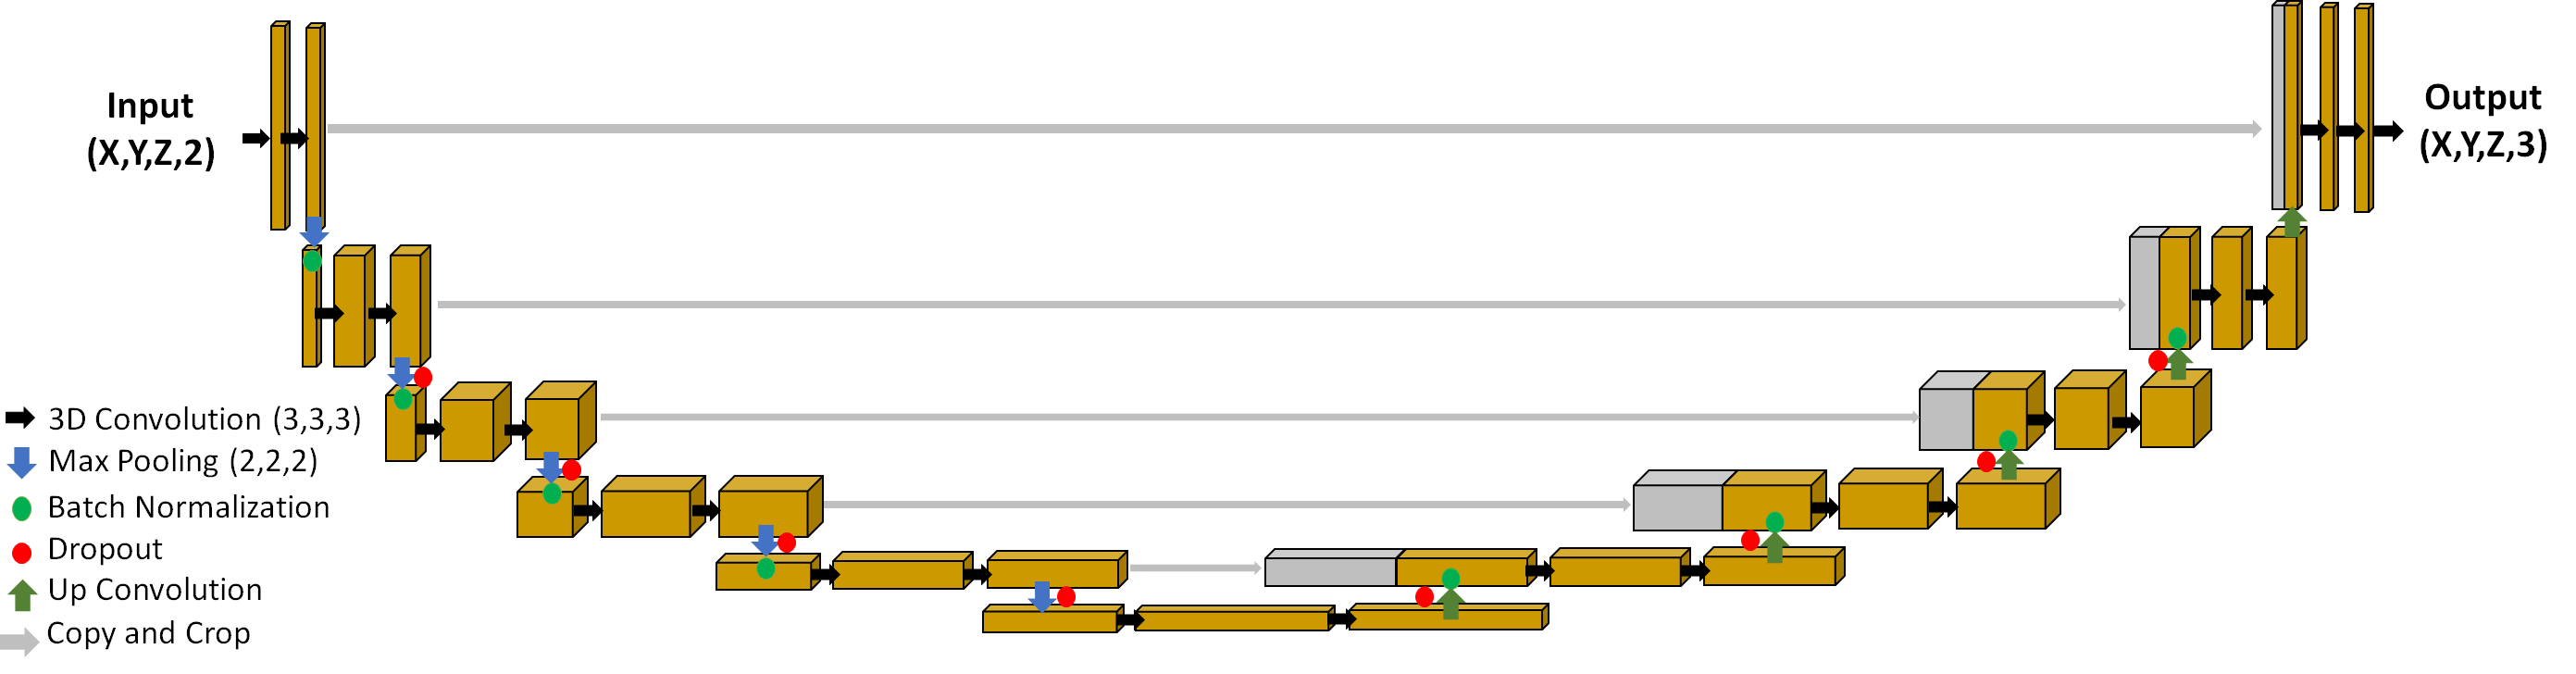 Input
(X,Y,Z,2)
Output
(X,Y,Z,3)
3D Convolution (3,3,3)
Max Pooling (2,2,2)
Batch Normalization
Dropout
Up Convolution
Copy and Crop